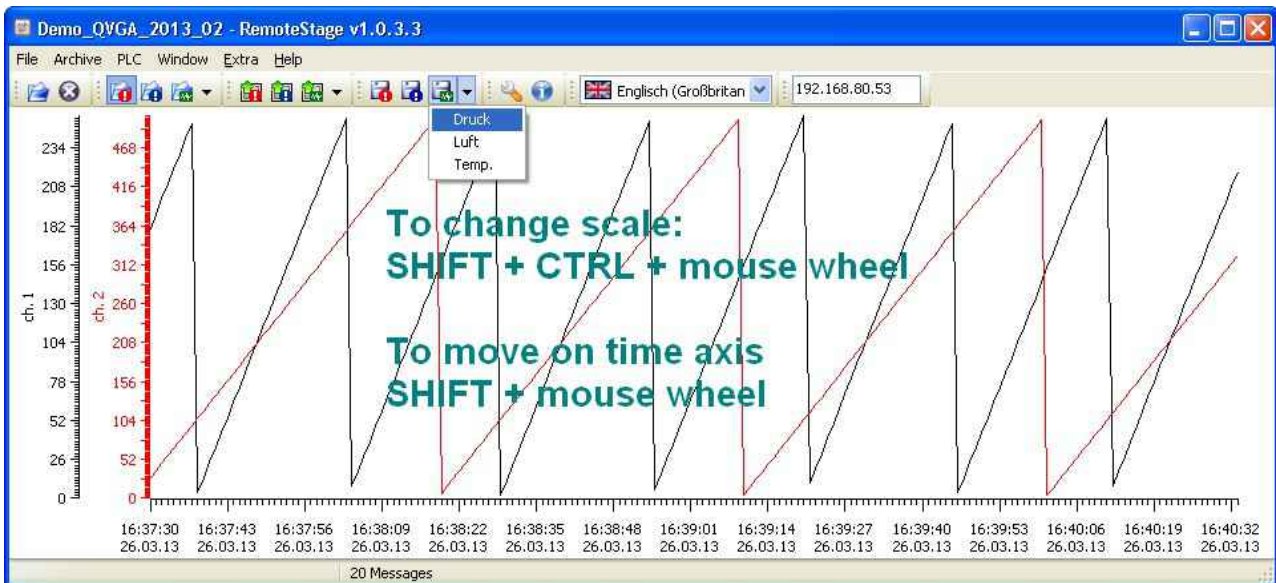 Demo_QVGA_2013_02 - RemoteStage v1.0.3.3
File Archive PLC Window Extra Help
Englisch (Großbritan
192.168.80.53
Druck
Luft
Temp.
To change scale:
SHIFT + CTRL + mouse wheel
To move on time axis
SHIFT + mouse wheel
ch. 1
234
208
182
156
130
104
78
52
26
0
ch. 2
468
416
364
312
260
208
156
104
52
0
16:37:30 16:37:43 16:37:56 16:38:09 16:38:22 16:38:35 16:38:48 16:39:01 16:39:14 16:39:27 16:39:40 16:39:53 16:40:06 16:40:19 16:40:32
26.03.13 26.03.13 26.03.13 26.03.13 26.03.13 26.03.13 26.03.13 26.03.13 26.03.13 26.03.13 26.03.13 26.03.13 26.03.13 26.03.13 26.03.13
20 Messages